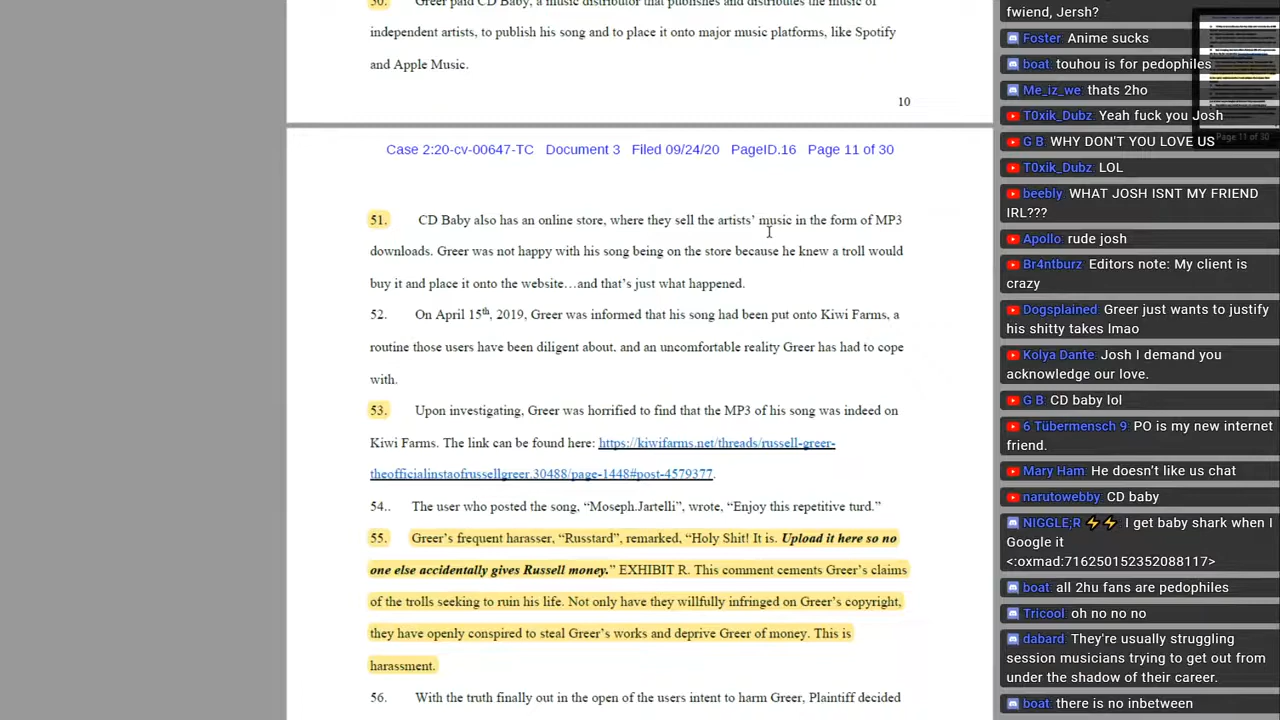 50. Greer paid CD Baby, a music distributor that publishes and distributes the music of
independent artists, to publish his song and to place it onto major music platforms, like Spotify
and Apple Music.
10
Case 2:20-cv-00647-TC Document 3 Filed 09/24/20 PageID.16 Page 11 of 30
51. CD Baby also has an online store, where they sell the artists’ music in the form of MP3
downloads. Greer was not happy with his song being on the store because he knew a troll would
buy it and place it onto the website…and that’s just what happened.
52. On April 15th, 2019, Greer was informed that his song had been put onto Kiwi Farms, a
routine those users have been diligent about, and an uncomfortable reality Greer has had to cope
with.
53. Upon investigating, Greer was horrified to find that the MP3 of his song was indeed on
Kiwi Farms. The link can be found here: https://kiwifarms.net/threads/russell-greer-
theofficialinstaofrussellgreer.30488/page-1448#post-4579377.
54.. The user who posted the song, “Moseph.Jartelli”, wrote, “Enjoy this repetitive turd.”
55. Greer’s frequent harasser, “Russtard”, remarked, “Holy Shit! It is. Upload it here so no
one else accidentally gives Russell money.” EXHIBIT R. This comment cements Greer’s claims
of the trolls seeking to ruin his life. Not only have they willfully infringed on Greer’s copyright,
they have openly conspired to steal Greer’s works and deprive Greer of money. This is
harassment.
56. With the truth finally out in the open of the users intent to harm Greer, Plaintiff decided
fwiend, Jersh?
Foster: Anime sucks
boat: touhou is for pedophiles
Me_iz_we: thats 2ho
T0xik_Dubz: Yeah fuck you Josh
Page 11 of 30
G B: WHY DON'T YOU LOVE US
T0xik_Dubz: LOL
beebly: WHAT JOSH ISNT MY FRIEND
IRL???
Apollo: rude josh
Br4ntburz: Editors note: My client is
crazy
Dogsplained: Greer just wants to justify
his shitty takes lmao
Kolya Dante: Josh I demand you
acknowledge our love.
G B: CD baby lol
6 Tübermensch 9: PO is my new internet
friend.
Mary Ham: He doesn't like us chat
narutowebby: CD baby
NIGGLE;R⚡⚡: I get baby shark when I
Google it
<:oxmad:716250152352088117>
boat: all 2hu fans are pedophiles
Tricool: oh no no no
dabard: They're usually struggling
session musicians trying to get out from
under the shadow of their career.
boat: there is no inbetween